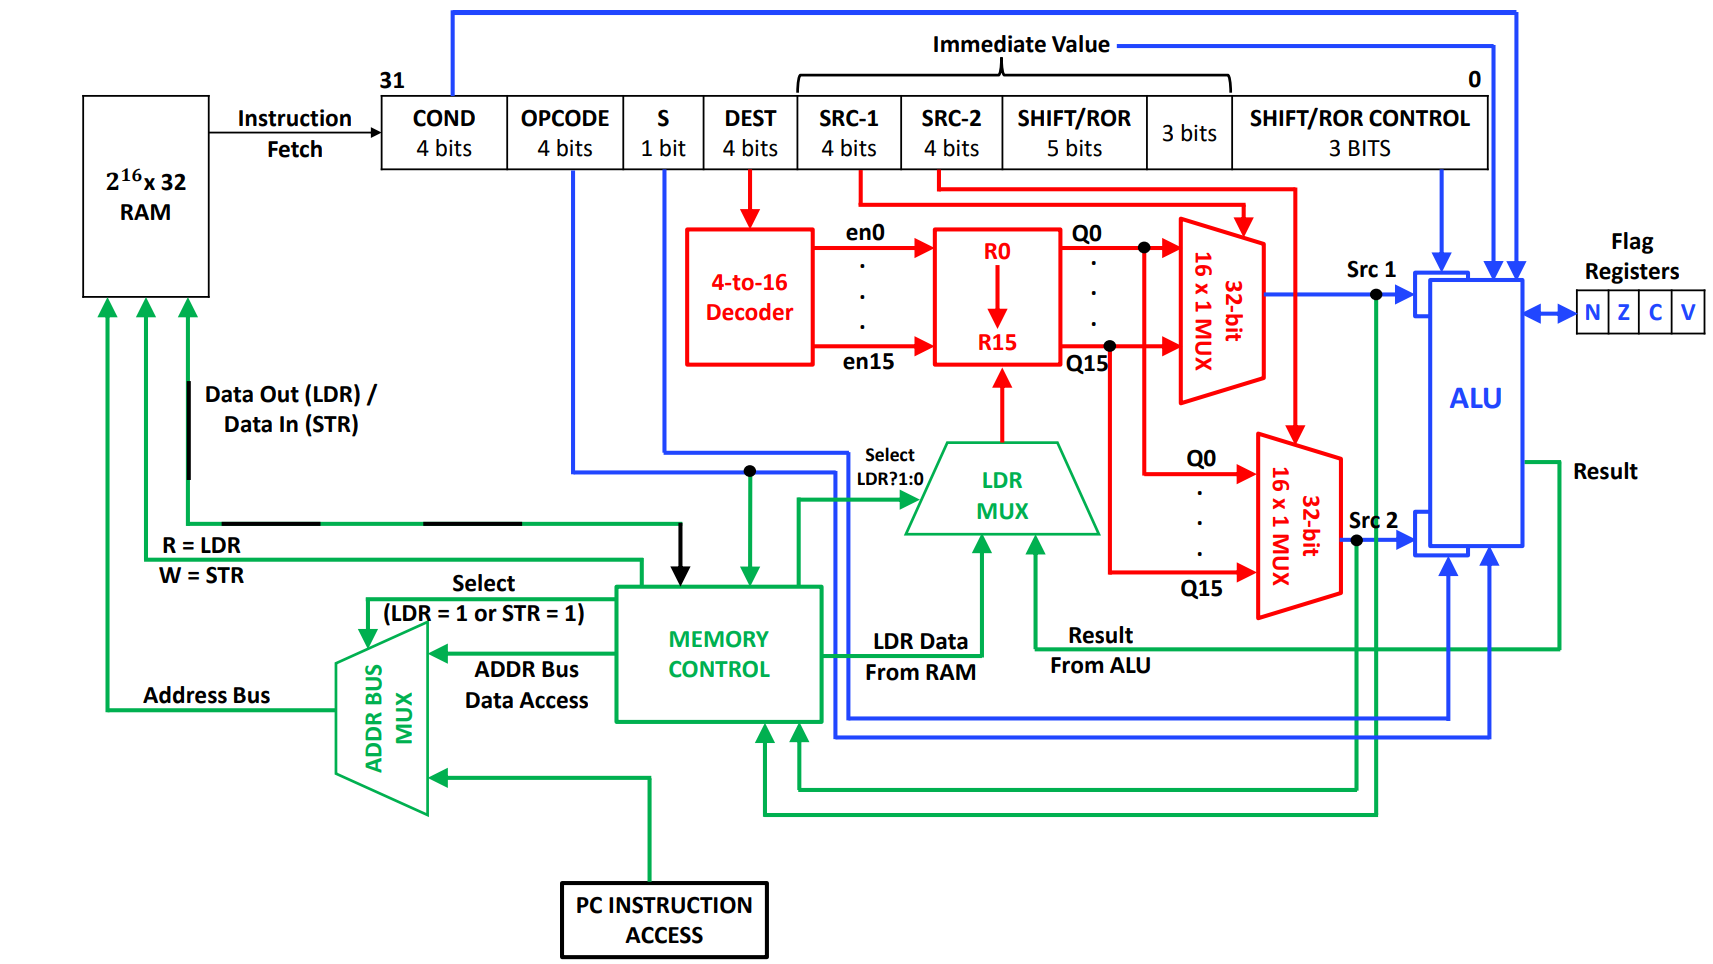 Immediate Value
31
0
COND
4 bits
OPCODE
4 bits
S
1 bit
DEST
4 bits
SRC-1
4 bits
SRC-2
4 bits
SHIFT/ROR
5 bits
3 bits
SHIFT/ROR CONTROL
3 BITS
Instruction
Fetch
2^16 x 32
RAM
en0
.
.
.
en15
4-to-16
Decoder
R0
R15
Q0
.
.
.
Q15
32-bit
16 x 1 MUX
Src 1
Flag
Registers
N Z C V
ALU
Data Out (LDR) /
Data In (STR)
Select
LDR?1:0
LDR
MUX
Q0
.
.
.
Q15
32-bit
16 x 1 MUX
Src 2
Result
R = LDR
W = STR
Select
(LDR = 1 or STR = 1)
MEMORY
CONTROL
LDR Data
From RAM
Result
From ALU
ADDR Bus
Data Access
Address Bus
ADDR BUS
MUX
PC INSTRUCTION
ACCESS